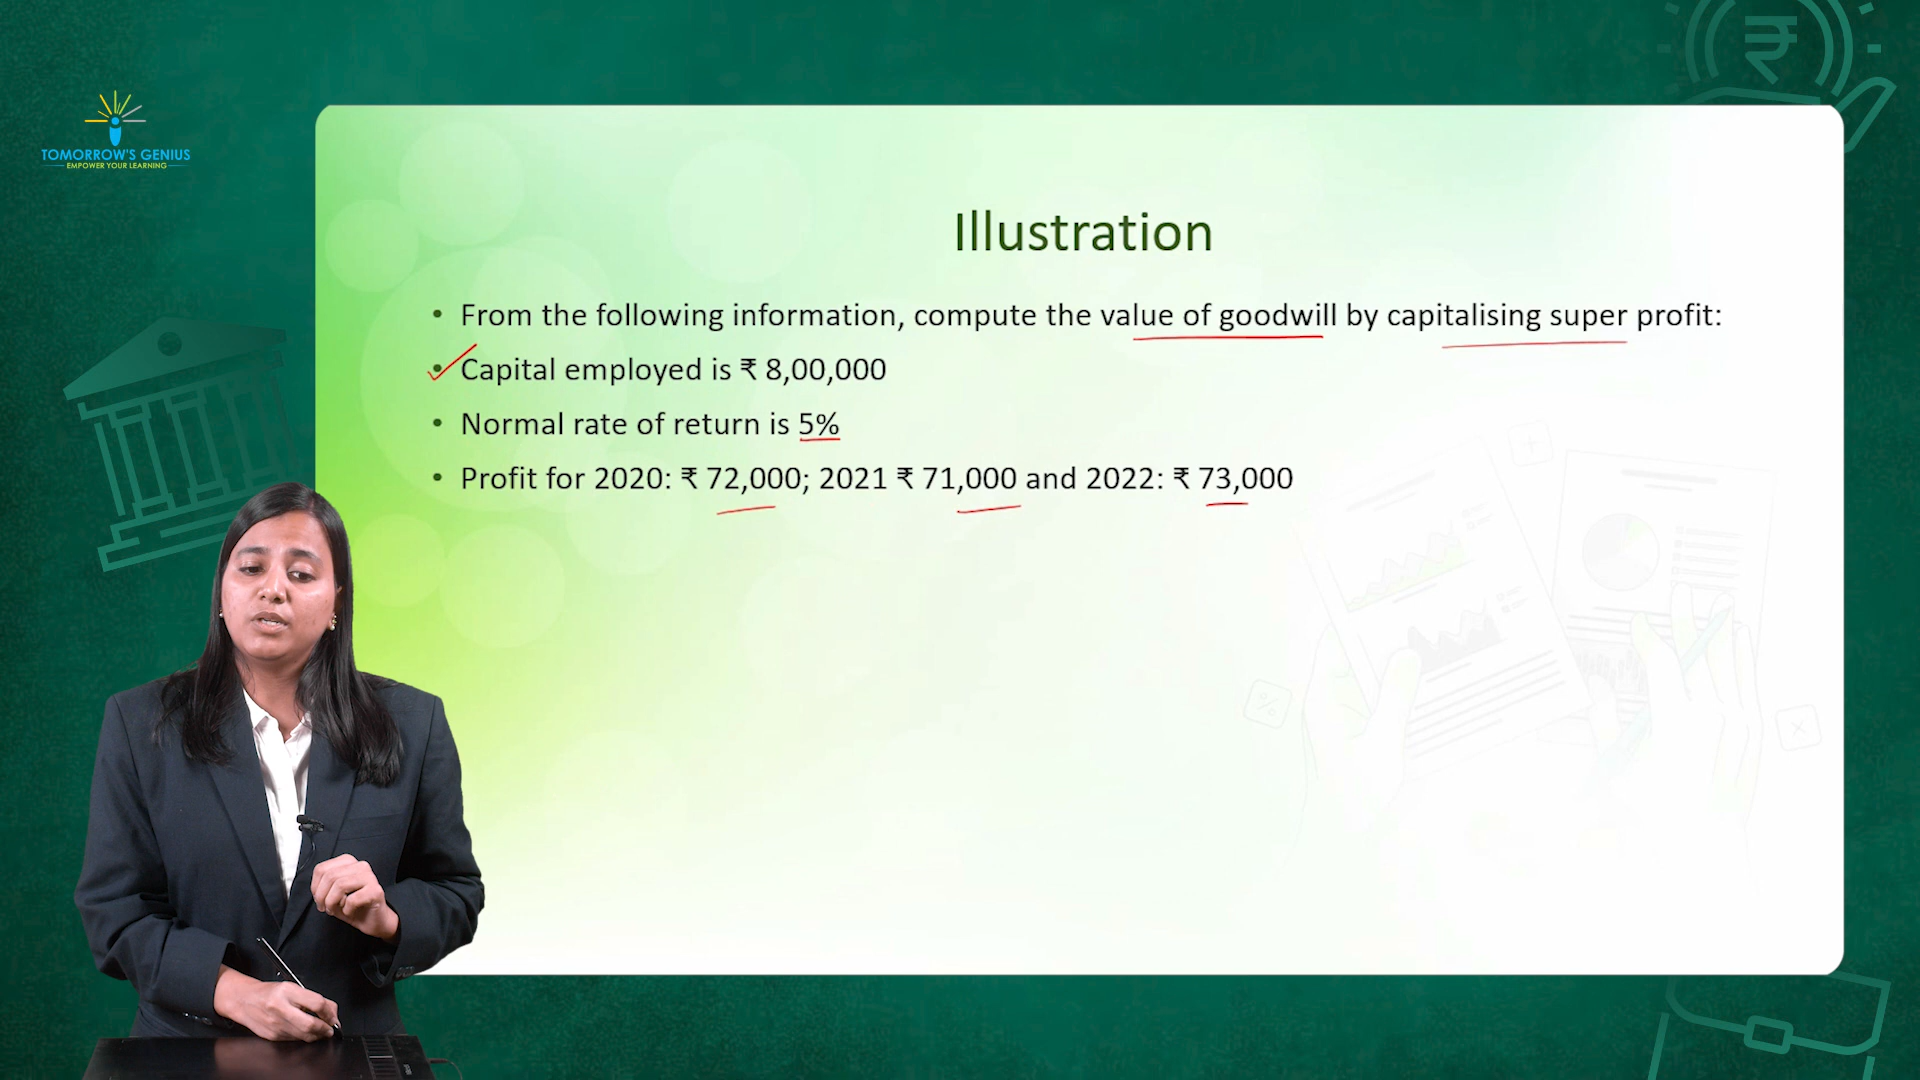 TOMORROW'S GENIUS
EMPOWER YOUR LEARNING
Illustration
• From the following information, compute the value of goodwill by capitalising super profit:
• Capital employed is ₹ 8,00,000
• Normal rate of return is 5%
• Profit for 2020: ₹ 72,000; 2021 ₹ 71,000 and 2022: ₹ 73,000